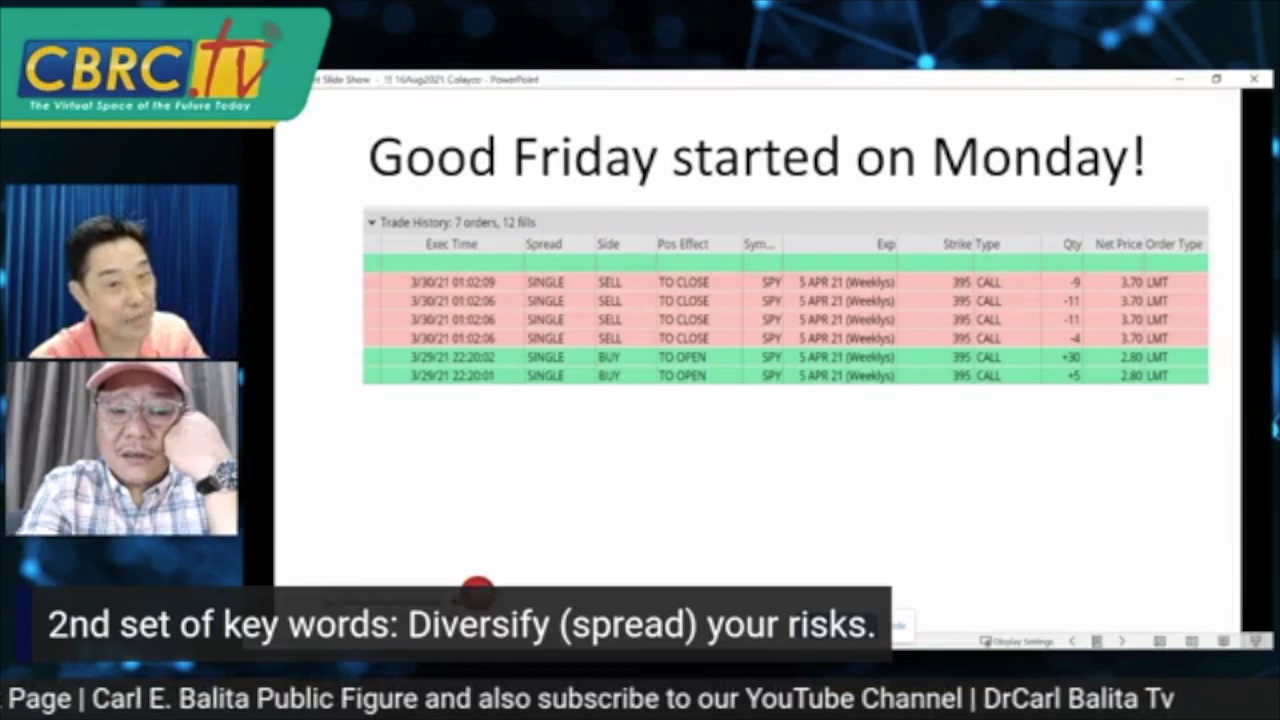 CBRC.tv
The Virtual Space of the Future Today
t Slide Show - 16Aug2021 Colayco - PowerPoint
Good Friday started on Monday!
Trade History: 7 orders, 12 fills
Exec Time Spread Side Pos Effect Sym... Exp Strike Type Qty Net Price Order Type
3/30/21 01:02:09 SINGLE SELL TO CLOSE SPY 5 APR 21 (Weeklys) 395 CALL -9 3.70 LMT
3/30/21 01:02:06 SINGLE SELL TO CLOSE SPY 5 APR 21 (Weeklys) 395 CALL -11 3.70 LMT
3/30/21 01:02:06 SINGLE SELL TO CLOSE SPY 5 APR 21 (Weeklys) 395 CALL -11 3.70 LMT
3/30/21 01:02:06 SINGLE SELL TO CLOSE SPY 5 APR 21 (Weeklys) 395 CALL -4 3.70 LMT
3/29/21 22:20:02 SINGLE BUY TO OPEN SPY 5 APR 21 (Weeklys) 395 CALL +30 2.80 LMT
3/29/21 22:20:01 SINGLE BUY TO OPEN SPY 5 APR 21 (Weeklys) 395 CALL +5 2.80 LMT
2nd set of key words: Diversify (spread) your risks.
Display Settings
Page | Carl E. Balita Public Figure and also subscribe to our YouTube Channel | DrCarl Balita Tv